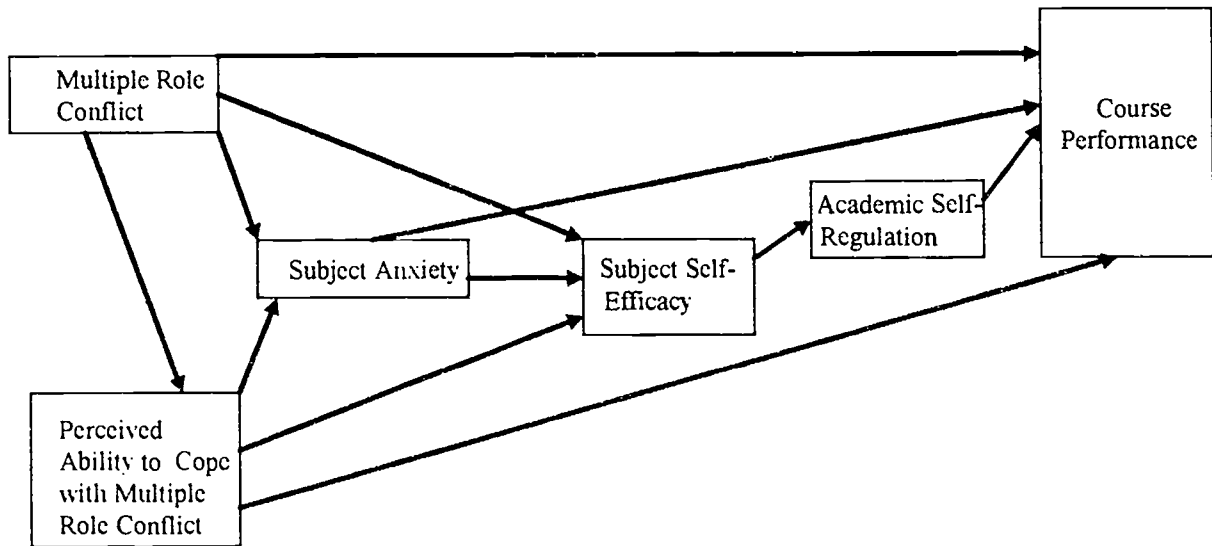 Multiple Role
Conflict
Course
Performance
Academic Self-
Regulation
Subject Anxiety
Subject Self-
Efficacy
Perceived
Ability to Cope
with Multiple
Role Conflict